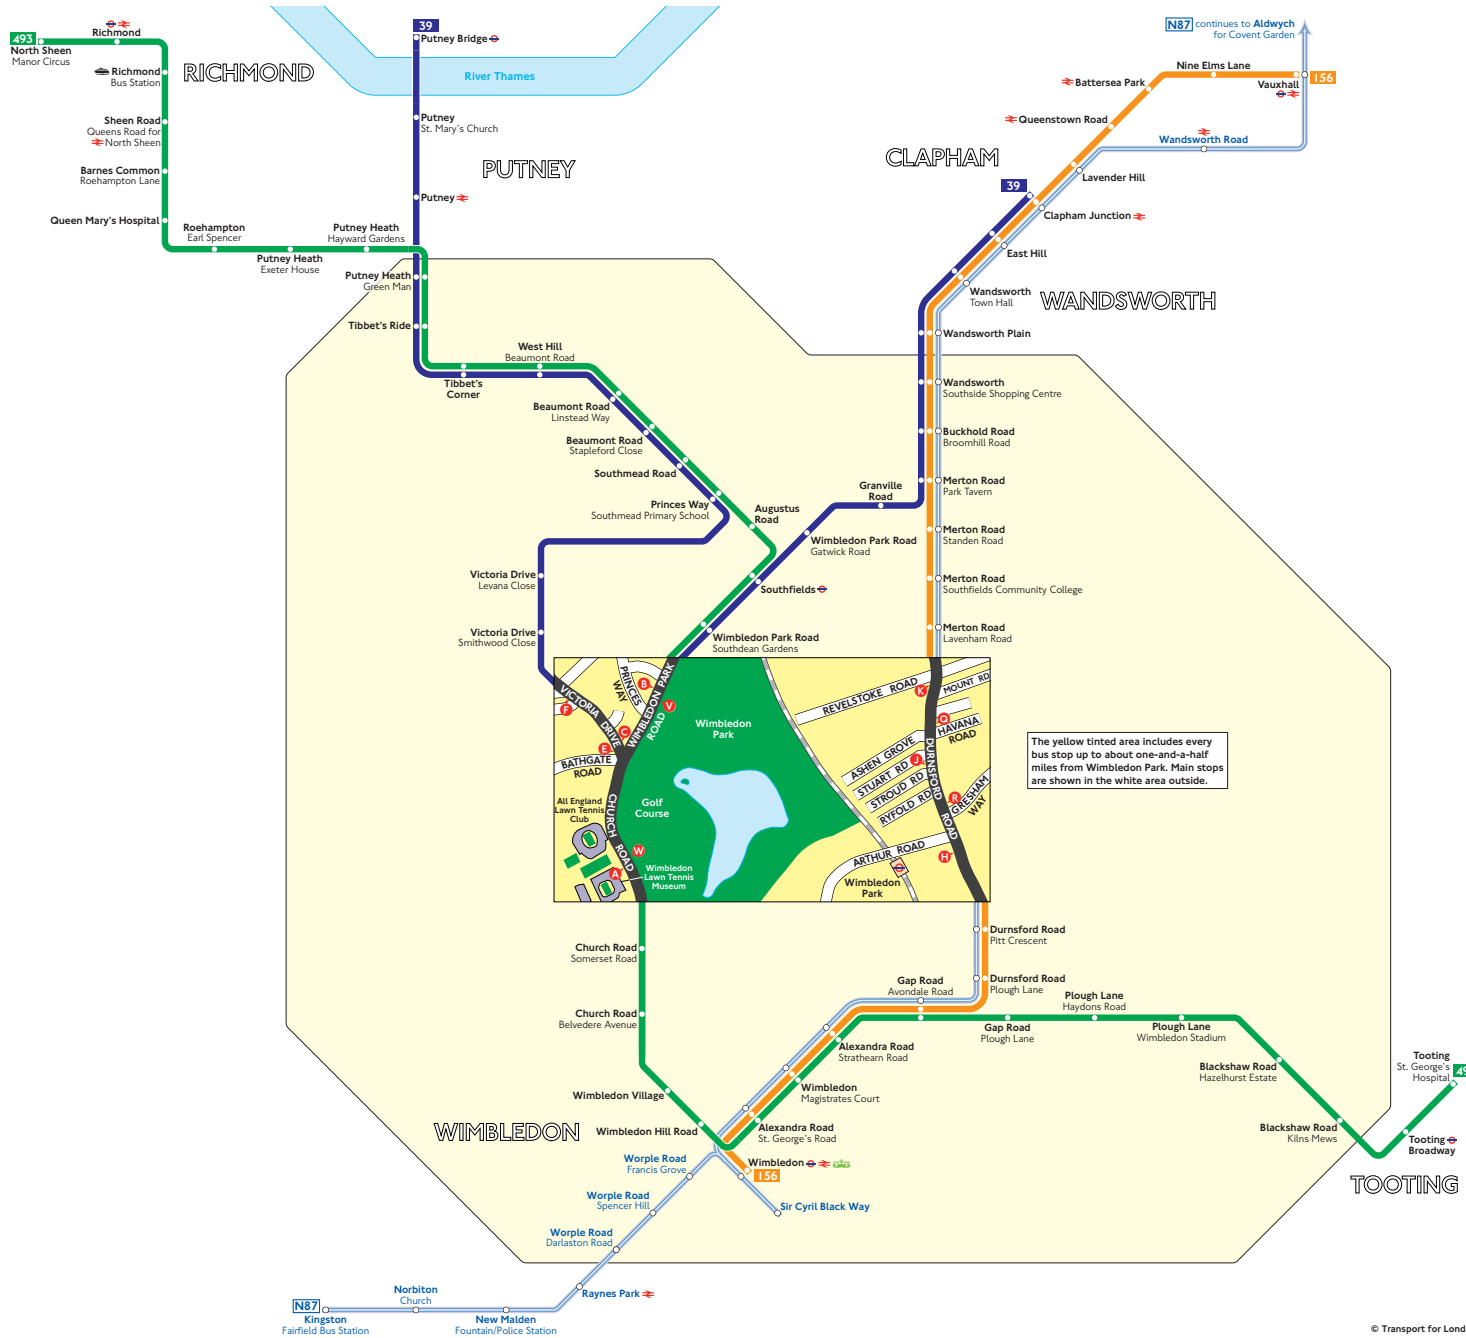 N87 continues to Aldwych
for Covent Garden
493
Richmond
North Sheen
Manor Circus
RICHMOND
Richmond
Bus Station
Sheen Road
Queens Road for
North Sheen
Barnes Common
Roehampton Lane
Queen Mary's Hospital
Roehampton
Earl Spencer
Putney Heath
Exeter House
Putney Heath
Hayward Gardens
39
Putney Bridge
River Thames
Putney
St. Mary's Church
PUTNEY
Putney
Putney Heath
Green Man
Tibbet's Ride
Tibbet's
Corner
West Hill
Beaumont Road
Beaumont Road
Linstead Way
Beaumont Road
Stapleford Close
Southmead Road
Princes Way
Southmead Primary School
Augustus
Road
Victoria Drive
Levana Close
Victoria Drive
Smithwood Close
Nine Elms Lane
Vauxhall
156
Battersea Park
Queenstown Road
Wandsworth Road
CLAPHAM
39
Lavender Hill
Clapham Junction
East Hill
Wandsworth
Town Hall
WANDSWORTH
Wandsworth Plain
Wandsworth
Southside Shopping Centre
Buckhold Road
Broomhill Road
Merton Road
Park Tavern
Merton Road
Standen Road
Merton Road
Southfields Community College
Merton Road
Lavenham Road
Granville
Road
Wimbledon Park Road
Gatwick Road
Southfields
Wimbledon Park Road
Southdean Gardens
PRINCES
WAY
VICTORIA DRIVE
WIMBLEDON PARK
ROAD
BATHGATE
ROAD
CHURCH ROAD
B
V
F
C
E
W
A
All England
Lawn Tennis
Club
Golf
Course
Wimbledon
Park
Wimbledon
Lawn Tennis
Museum
REVELSTOKE ROAD
MOUNT RD
K
Q
HAVANA
ROAD
ASHEN GROVE
STUART RD
J
STROUD RD
RYFOLD RD
DURNSFORD
ROAD
R
GRESHAM
WAY
ARTHUR ROAD
H
Wimbledon
Park
The yellow tinted area includes every
bus stop up to about one-and-a-half
miles from Wimbledon Park. Main stops
are shown in the white area outside.
Durnsford Road
Pitt Crescent
Durnsford Road
Plough Lane
Gap Road
Avondale Road
Gap Road
Plough Lane
Plough Lane
Haydons Road
Plough Lane
Wimbledon Stadium
Blackshaw Road
Hazelhurst Estate
Blackshaw Road
Kilns Mews
Tooting
St. George's
Hospital
49
Tooting
Broadway
TOOTING
Church Road
Somerset Road
Church Road
Belvedere Avenue
Wimbledon Village
Wimbledon Hill Road
WIMBLEDON
Alexandra Road
Strathearn Road
Wimbledon
Magistrates Court
Alexandra Road
St. George's Road
Wimbledon
156
Sir Cyril Black Way
Worple Road
Francis Grove
Worple Road
Spencer Hill
Worple Road
Darlaston Road
Raynes Park
Norbiton
Church
New Malden
Fountain/Police Station
N87
Kingston
Fairfield Bus Station
© Transport for Lond